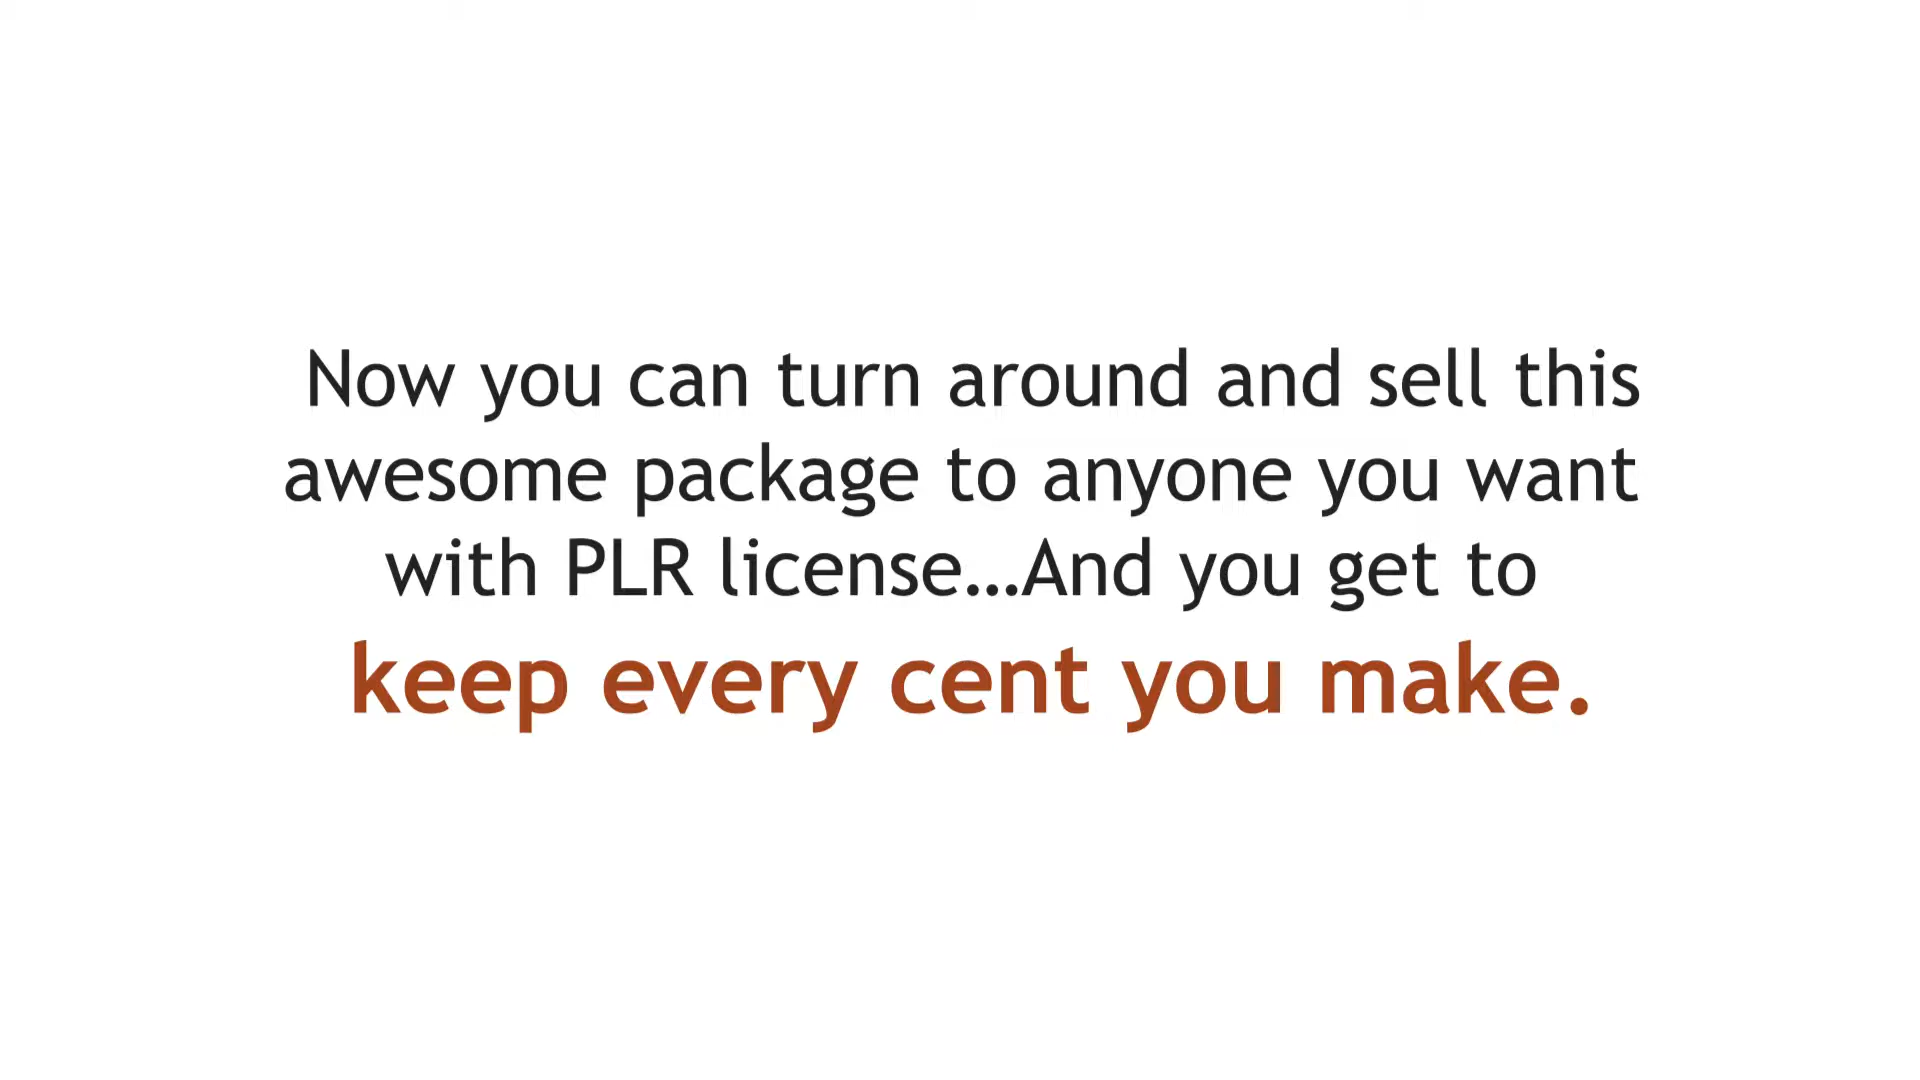 Now you can turn around and sell this
awesome package to anyone you want
with PLR license...And you get to
keep every cent you make.